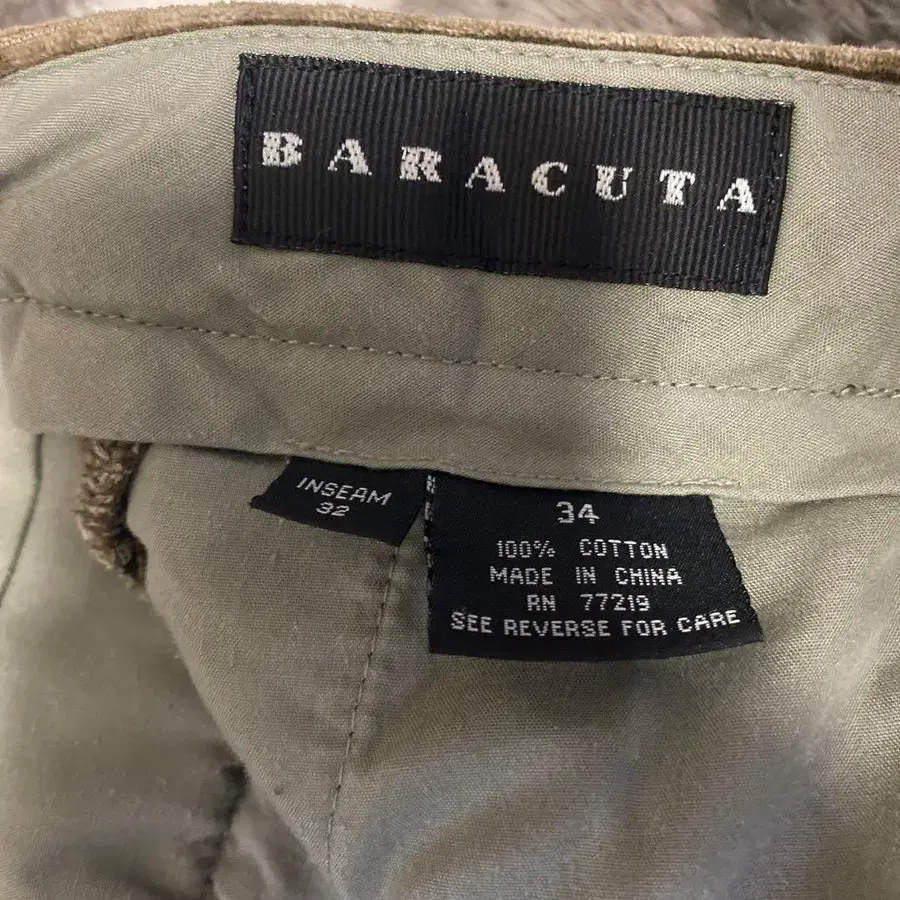 BARACUTA
INSEAM
32
34
100% COTTON
MADE IN CHINA
RN 77219
SEE REVERSE FOR CARE